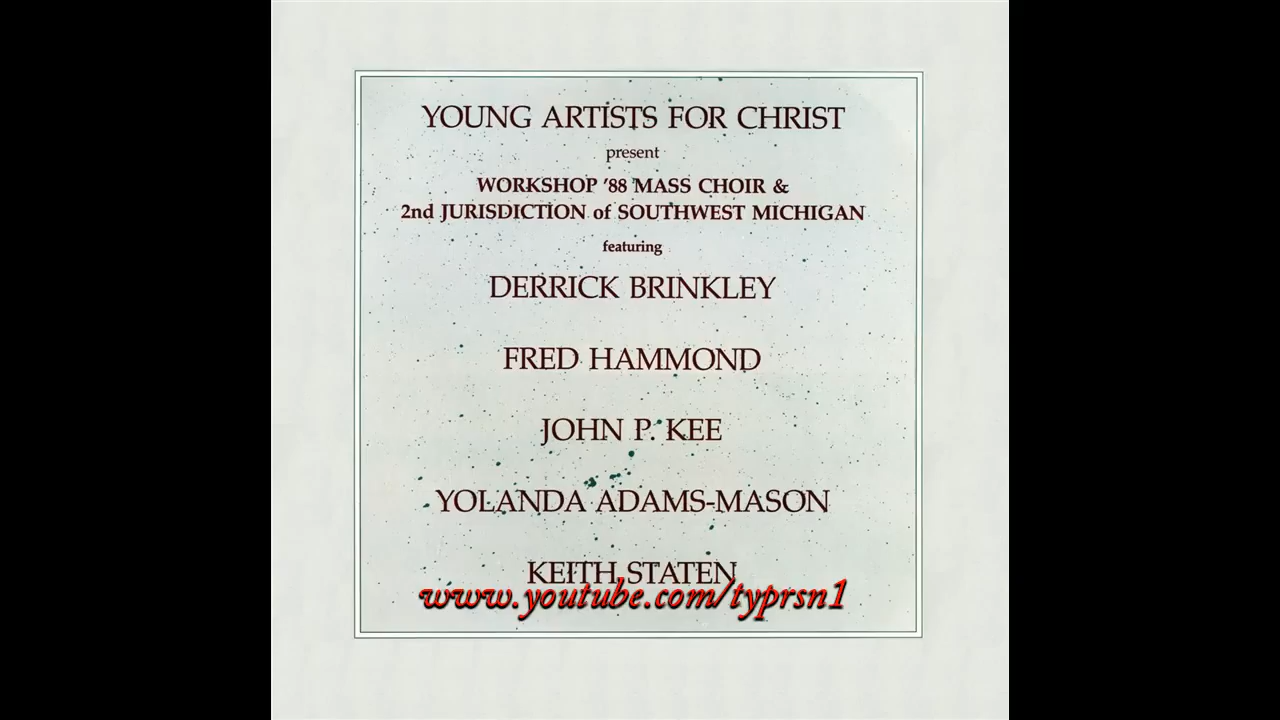 YOUNG ARTISTS FOR CHRIST
present
WORKSHOP '88 MASS CHOIR &
2nd JURISDICTION of SOUTHWEST MICHIGAN
featuring
DERRICK BRINKLEY
FRED HAMMOND
JOHN P. KEE
YOLANDA ADAMS-MASON
KEITH STATEN
www.youtube.com/typrsn1